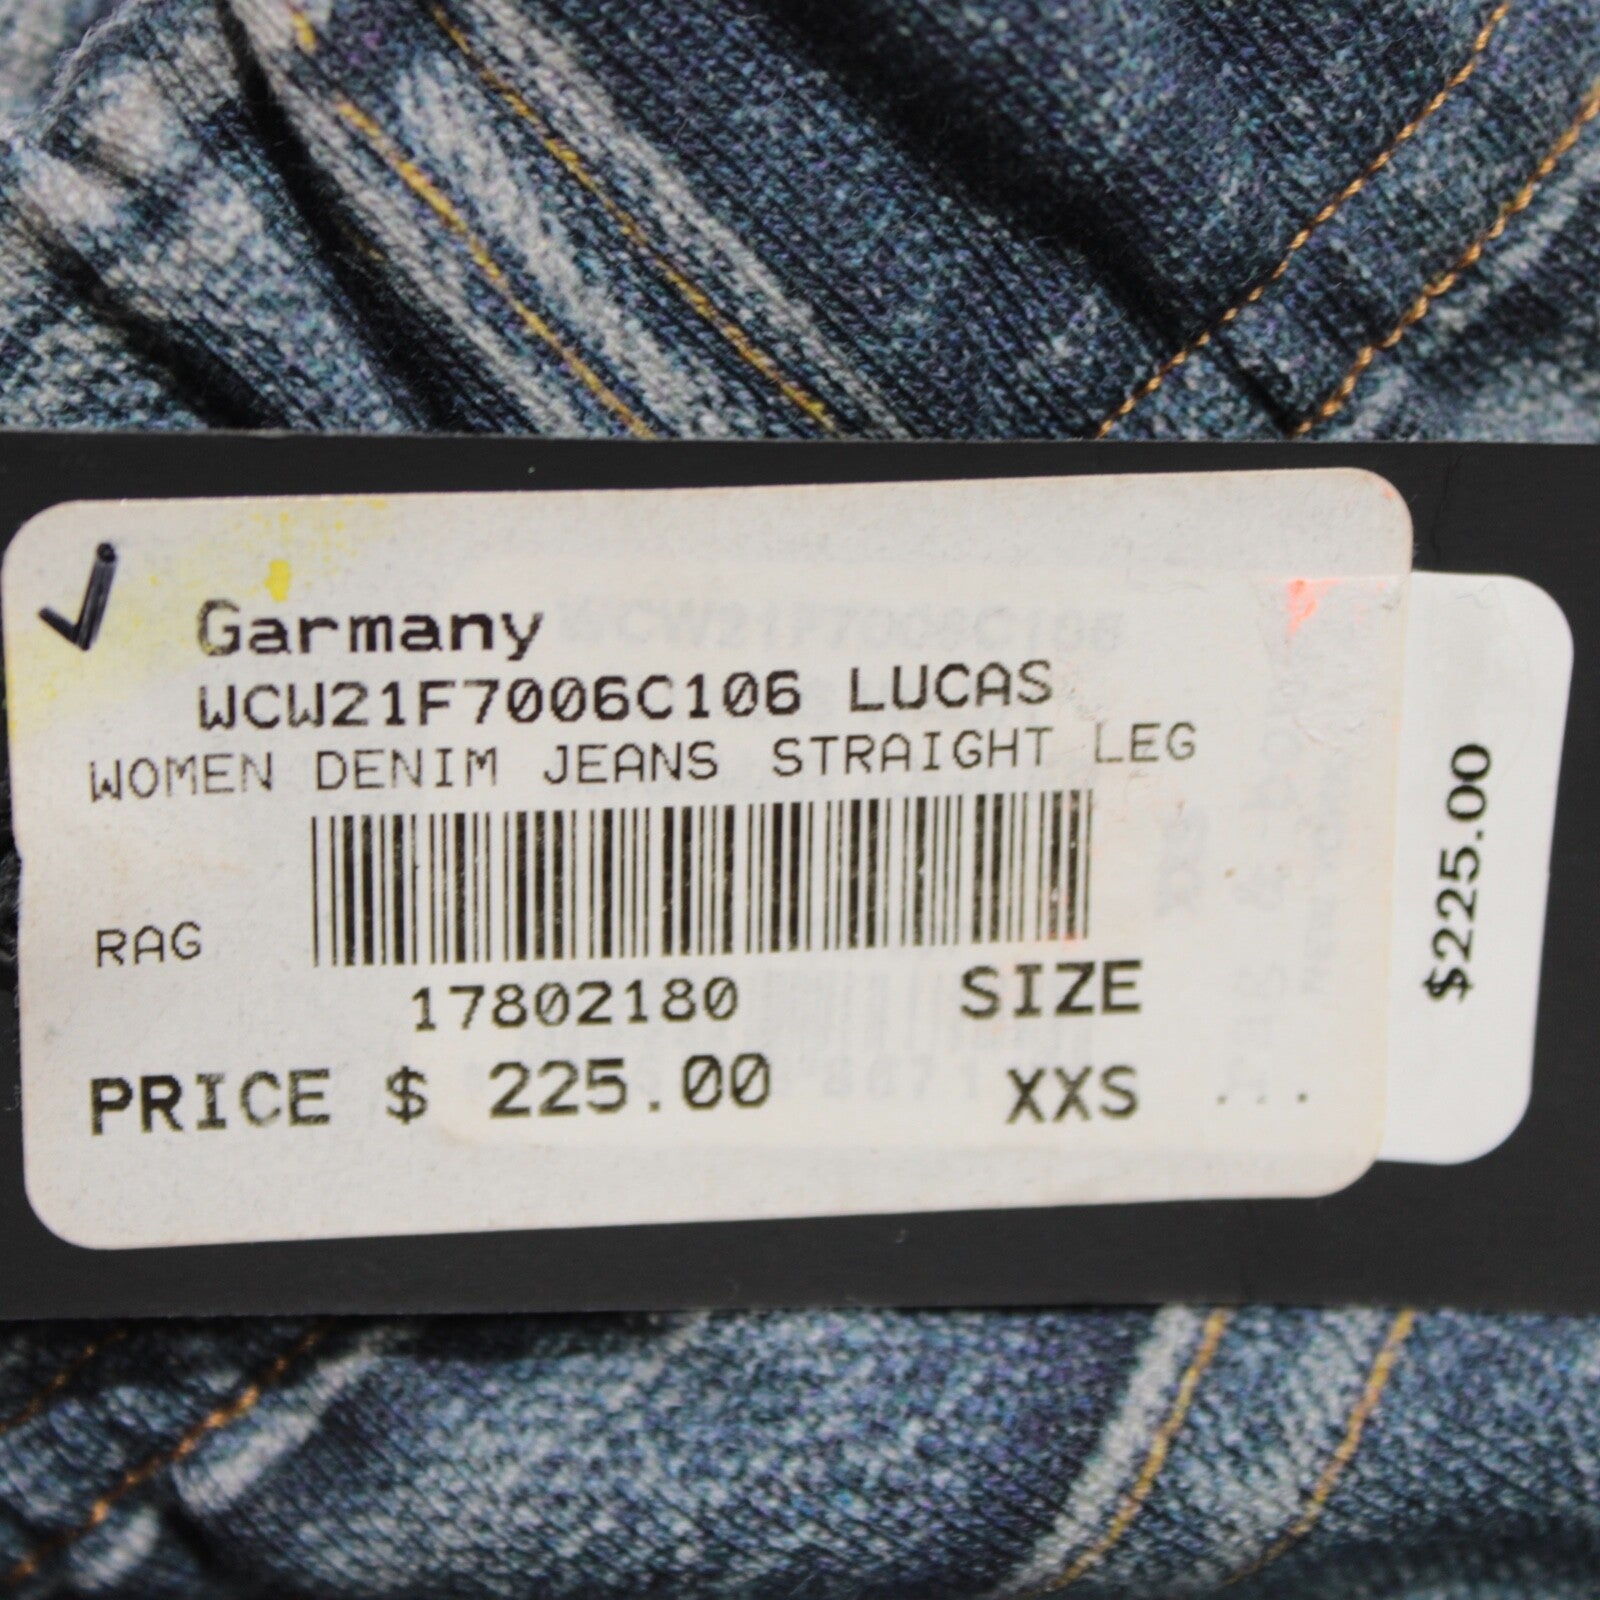 Garmany
WCW21F7006C106 LUCAS
WOMEN DENIM JEANS STRAIGHT LEG
RAG
17802180
SIZE
PRICE $ 225.00
XXS ...
$225.00